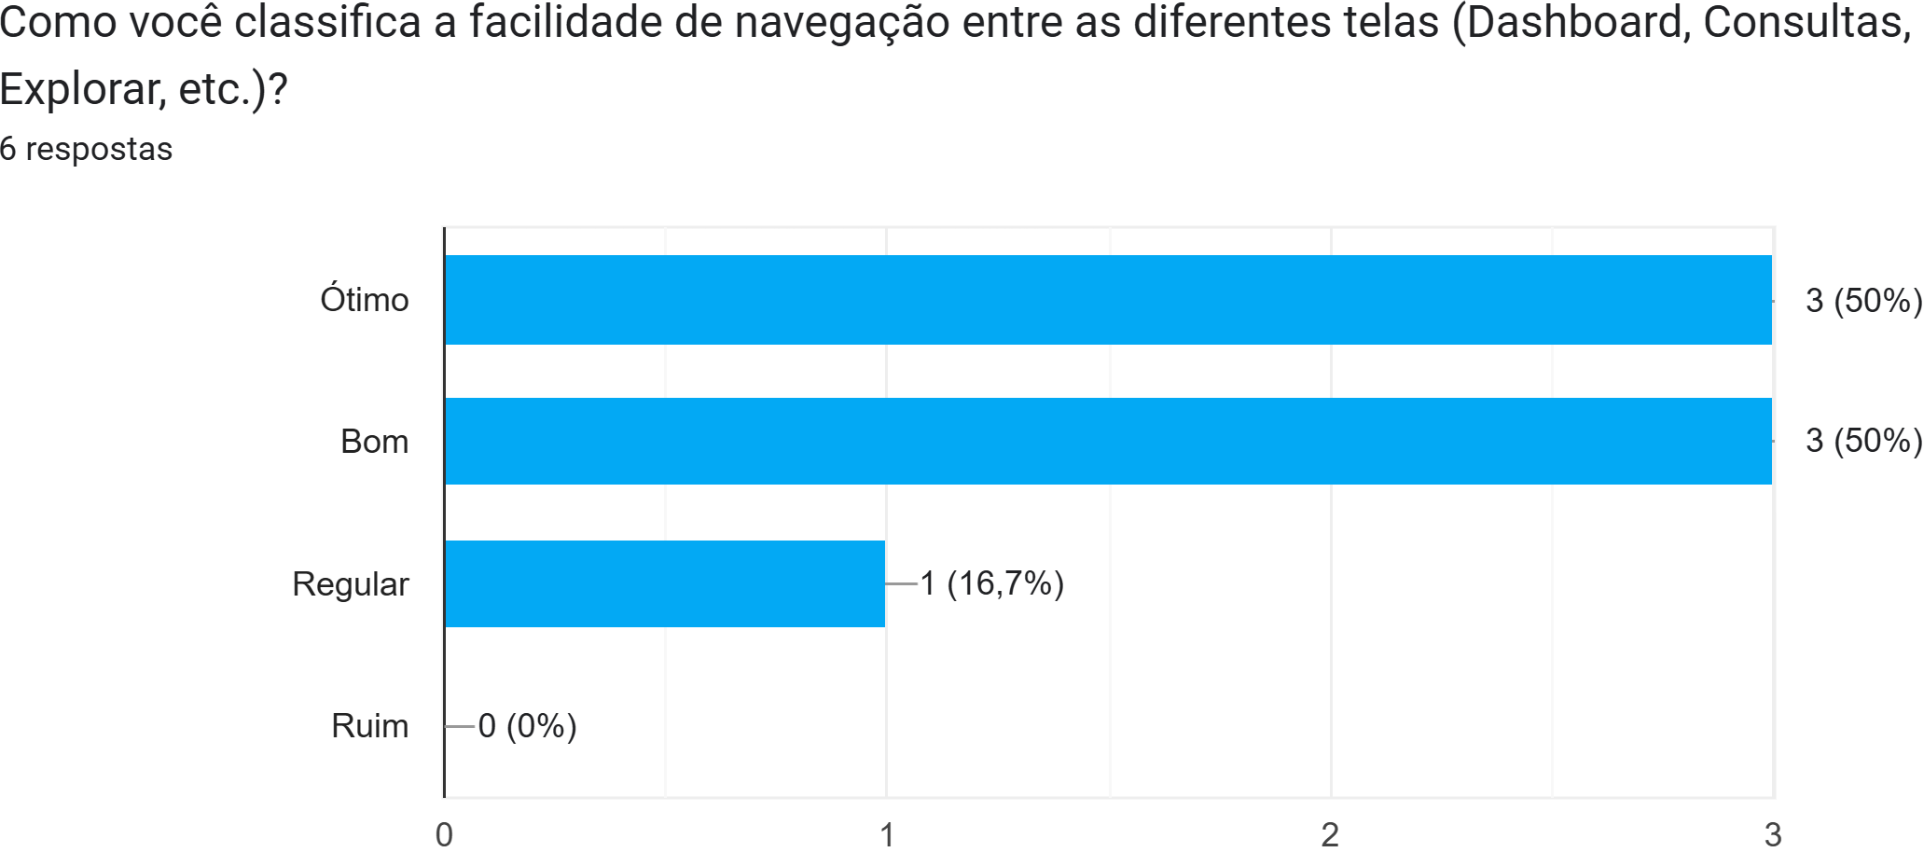 Como você classifica a facilidade de navegação entre as diferentes telas (Dashboard, Consultas,
Explorar, etc.)?
6 respostas
Ótimo
3 (50%)
Bom
3 (50%)
Regular
1 (16,7%)
Ruim
0 (0%)
0
1
2
3